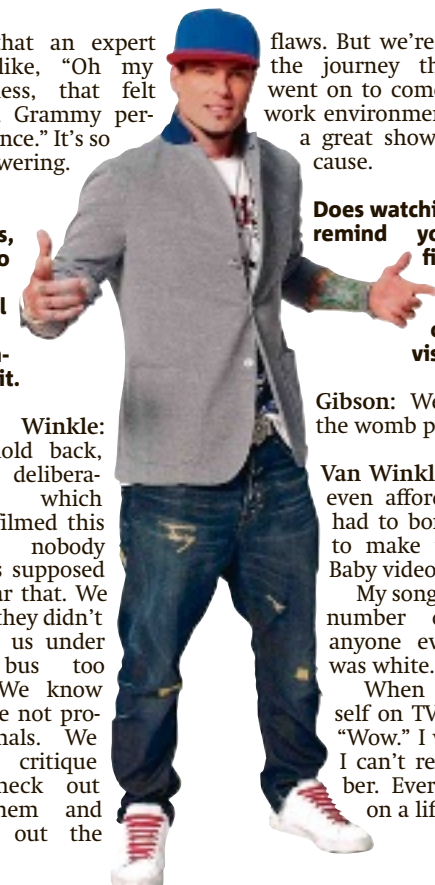 that an expert
like, “Oh my
ess, that felt
Grammy per-
nce.” It’s so
wering.
s,
o
l
-
it.
Winkle:
old back,
delibera-
which
filmed this
nobody
s supposed
ar that. We
they didn’t
us under
bus too
We know
e not pro-
nals. We
critique
heck out
hem and
out the
flaws. But we’re
the journey th
went on to come
work environmen
a great show
cause.
Does watchi
remind yo
fi
vis
Gibson: We
the womb p
Van Winkl
even affor
had to bor
to make
Baby video
My song
number o
anyone ev
was white.
When
self on TV
“Wow.” I w
I can’t re
ber. Ever
on a lif